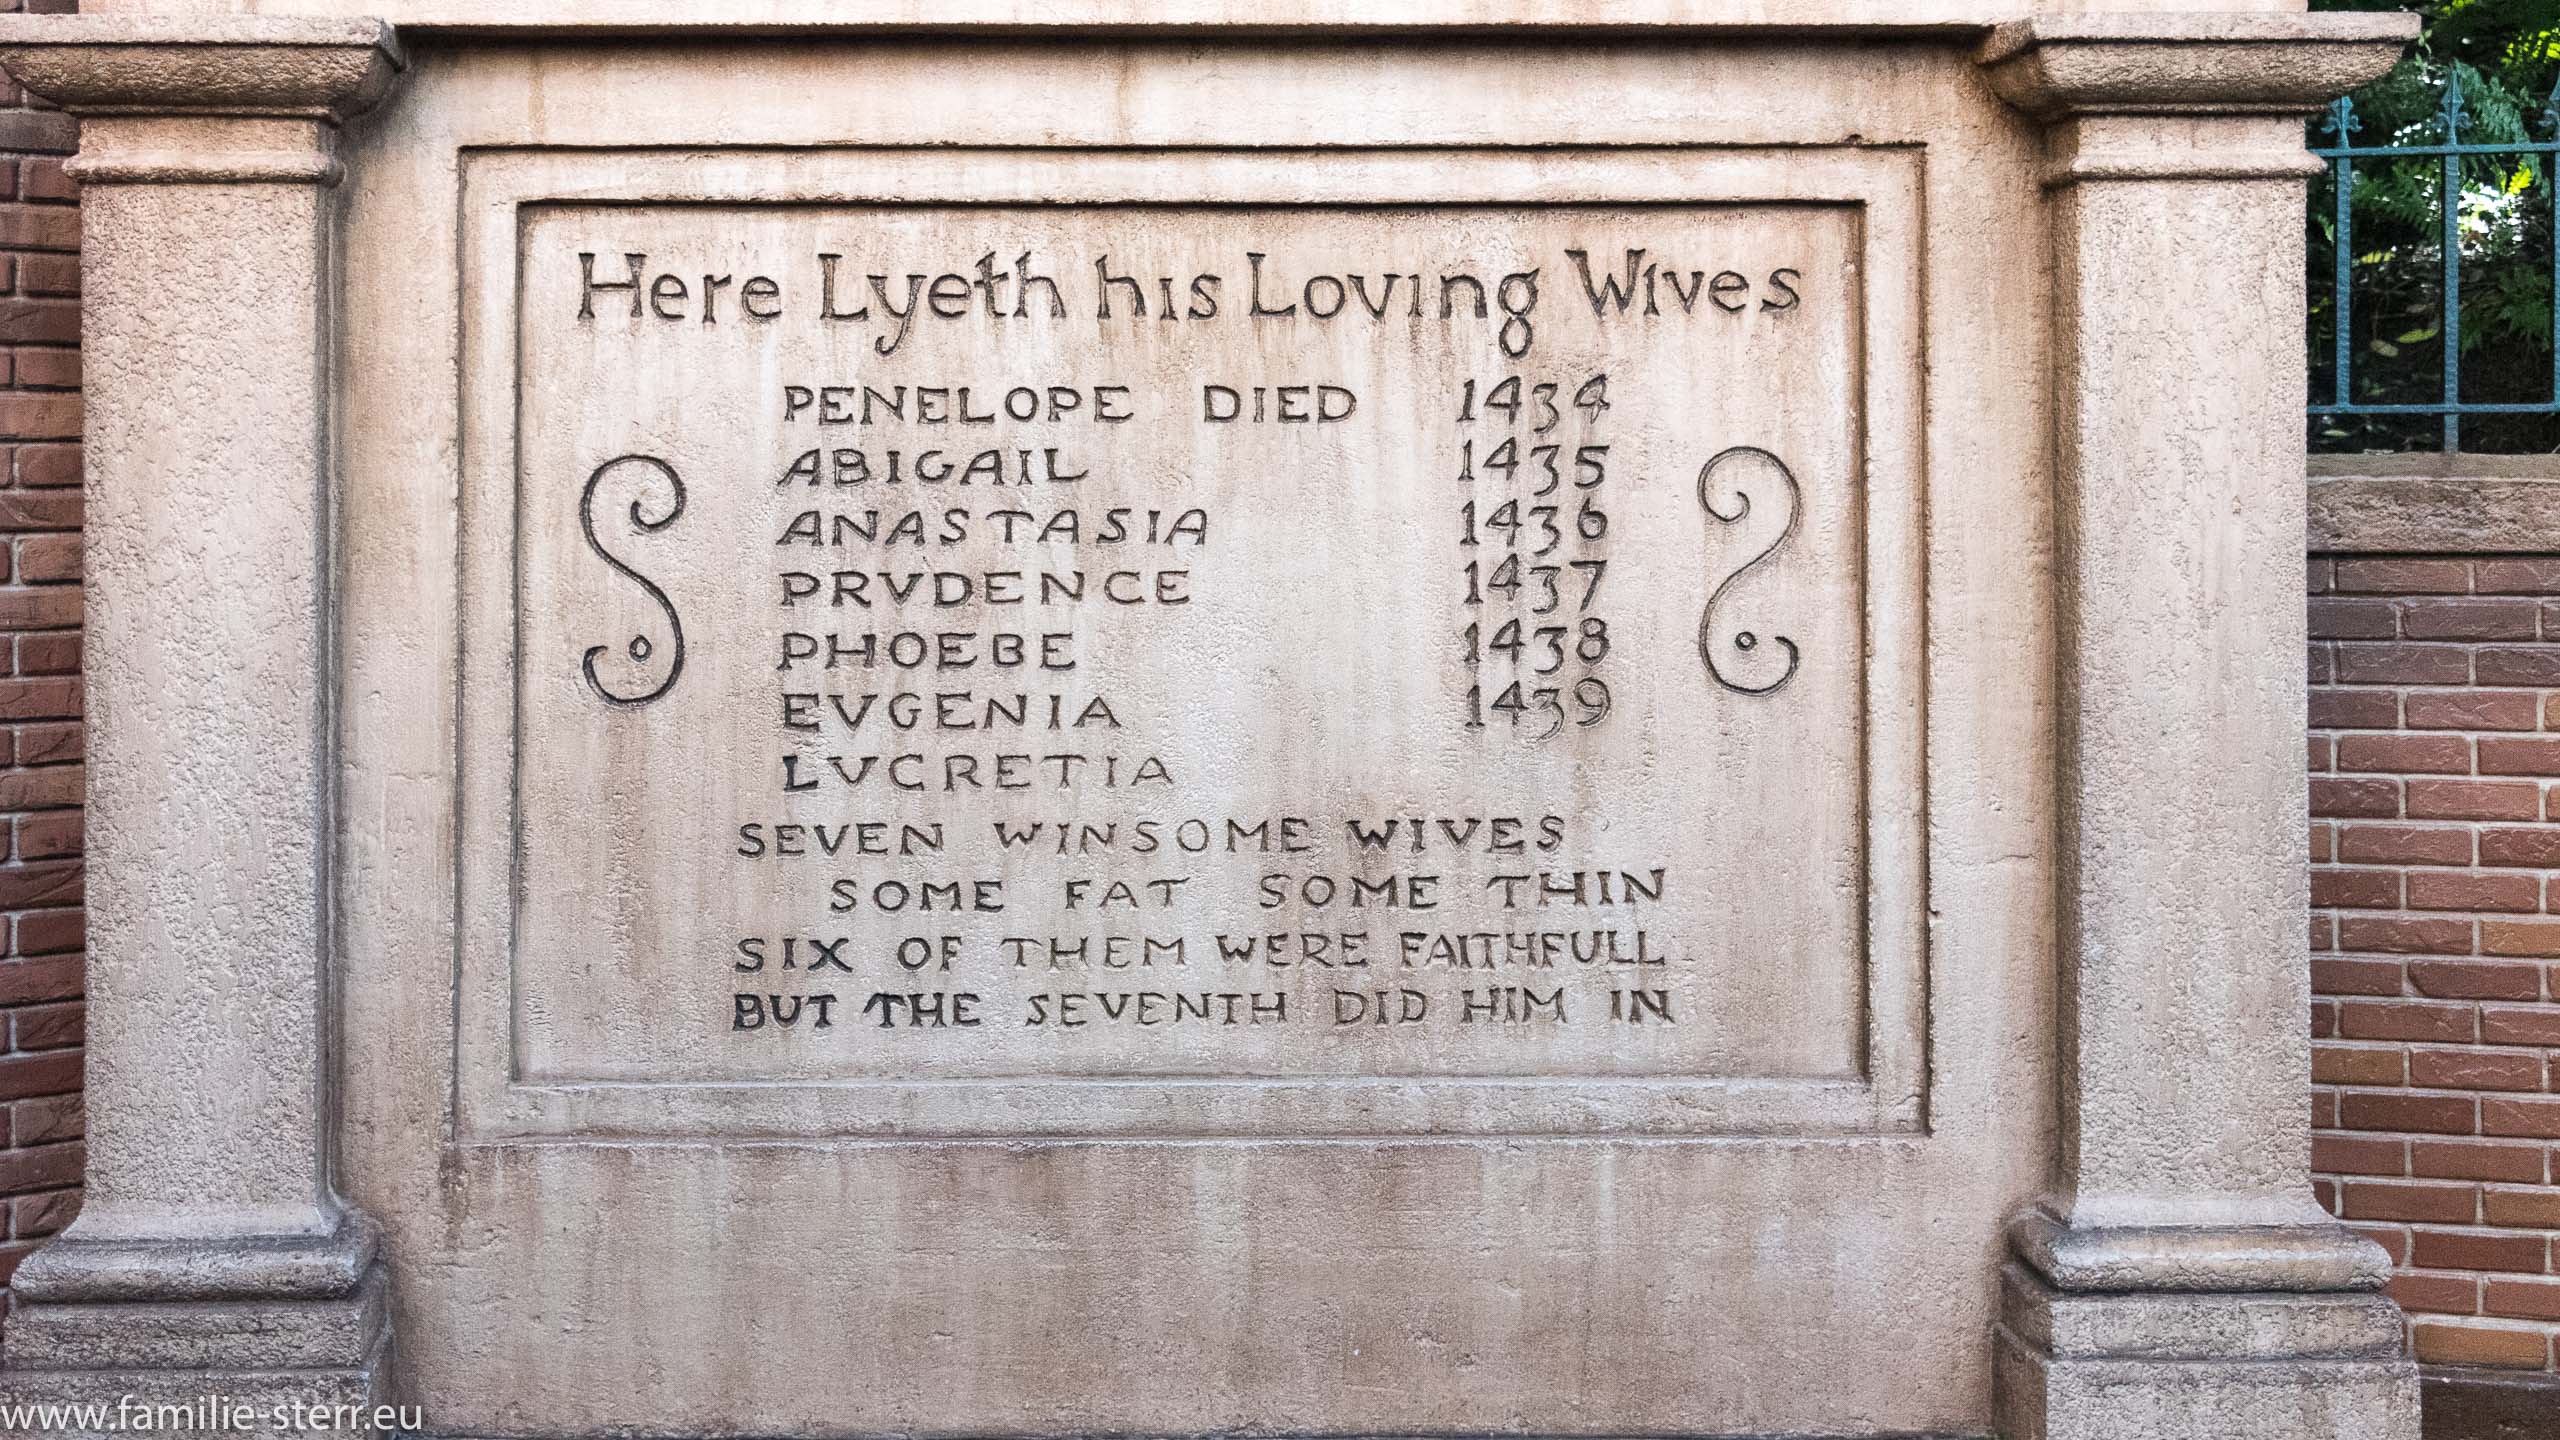 Here Lyeth his Loving Wives
PENELOPE DIED 1434
ABIGAIL 1435
ANASTASIA 1436
PRVDENCE 1437
PHOEBE 1438
EVGENIA 1439
LVCRETIA
SEVEN WINSOME WIVES
SOME FAT SOME THIN
SIX OF THEM WERE FAITHFULL
BUT THE SEVENTH DID HIM IN
www.familie-sterr.eu